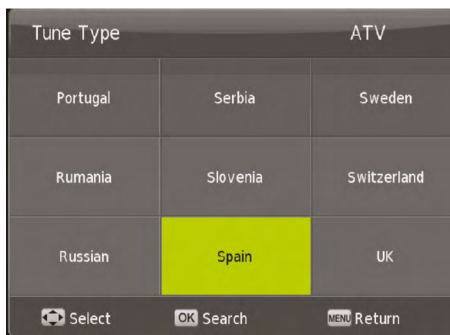 Tune Type ATV
Portugal Serbia Sweden
Rumania Slovenia Switzerland
Russian Spain UK
Select OK Search MENU Return